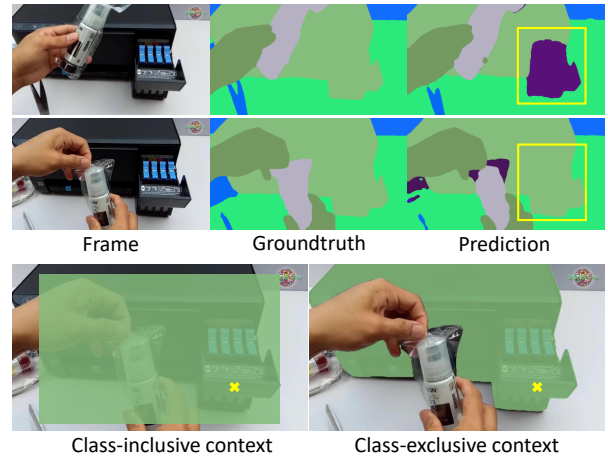 Frame
Groundtruth
Prediction
Class-inclusive context
Class-exclusive context